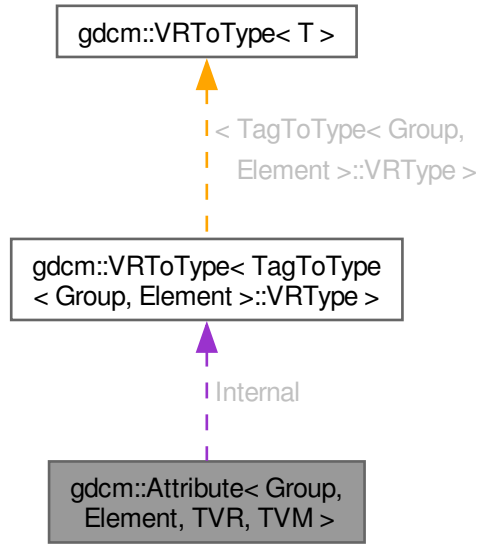 gdcm::VRToType< T >
< TagToType< Group,
Element >::VRType >
gdcm::VRToType< TagToType
< Group, Element >::VRType >
Internal
gdcm::Attribute< Group,
Element, TVR, TVM >